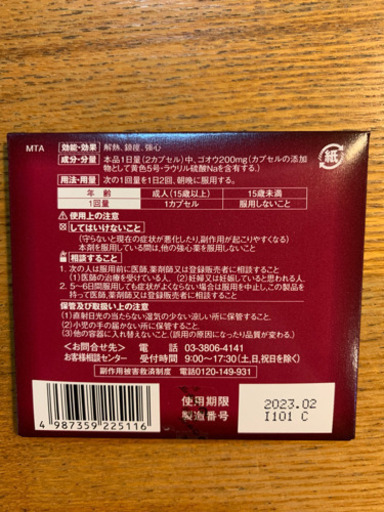 MTA
効能・効果 解熱、鎮痙、強心
紙
成分・分量 本品1日量(2カプセル)中、ゴオウ200mg(カプセルの添加
物として黄色5号・ラウリル硫酸Naを含有する。)
用法・用量 次の1回量を1日2回、朝晩に服用する。
年 齢 成人(15歳以上) 15歳未満
1回量 1カプセル 服用しないこと
使用上の注意
してはいけないこと
(守らないと現在の症状が悪化したり、副作用が起こりやすくなる)
本剤を服用している間は、他の強心薬を服用しないこと
相談すること
1. 次の人は服用前に医師、薬剤師又は登録販売者に相談すること
(1)医師の治療を受けている人 (2)妊婦又は妊娠していると思われる人
2. 5〜6日間服用しても症状がよくならない場合は服用を中止し、この製品を
持って医師、薬剤師又は登録販売者に相談すること
保管及び取扱い上の注意
(1)直射日光の当たらない湿気の少ない涼しい所に保管すること。
(2)小児の手の届かない所に保管すること。
(3)他の容器に入れ替えないこと。(誤用の原因になったり品質が変わる。)
<お問合せ先> 電話 03-3806-4141
お客様相談センター 受付時間 9:00〜17:30(土、日、祝日を除く)
副作用被害救済制度 電話0120-149-931
4 987359 225116
使用期限 2023.02
製造番号 I101 C